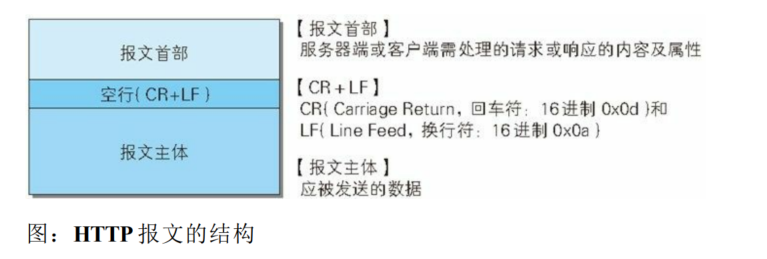 报文首部
空行（CR+LF）
报文主体
【报文首部】
服务器端或客户端需处理的请求或响应的内容及属性
【CR＋LF】
CR（Carriage Return，回车符：16进制 0x0d）和
LF（Line Feed，换行符：16进制 0x0a）
【报文主体】
应被发送的数据
图：HTTP 报文的结构